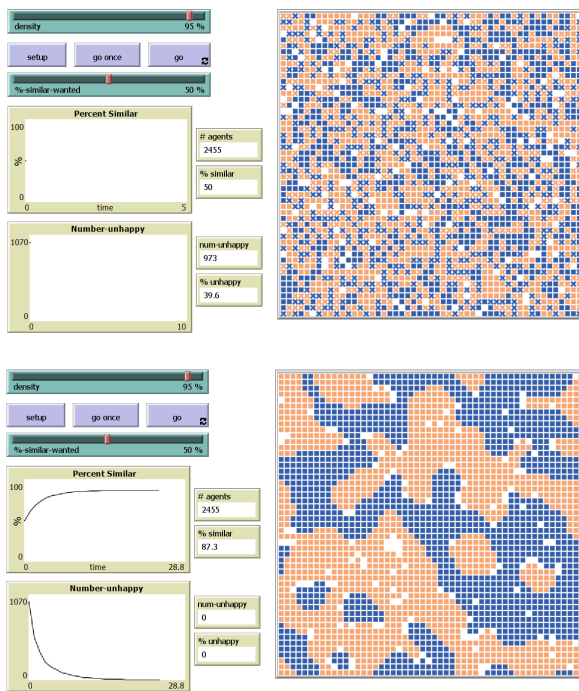 density 95 %
setup go once go
%-similar-wanted 50 %
Percent Similar
100
%
0
0 time 5
# agents
2455
% similar
50
Number-unhappy
1070
0
0 10
num-unhappy
973
% unhappy
39.6
density 95 %
setup go once go
%-similar-wanted 50 %
Percent Similar
100
%
0
0 time 28.8
# agents
2455
% similar
87.3
Number-unhappy
1070
0
0 28.8
num-unhappy
0
% unhappy
0